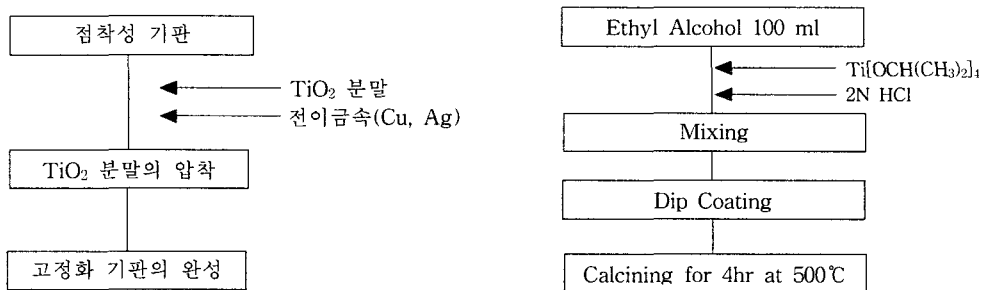 점착성 기판
TiO₂ 분말
전이금속(Cu, Ag)
TiO₂ 분말의 압착
고정화 기판의 완성
Ethyl Alcohol 100 ml
Ti[OCH(CH₃)₂]₄
2N HCl
Mixing
Dip Coating
Calcining for 4hr at 500℃